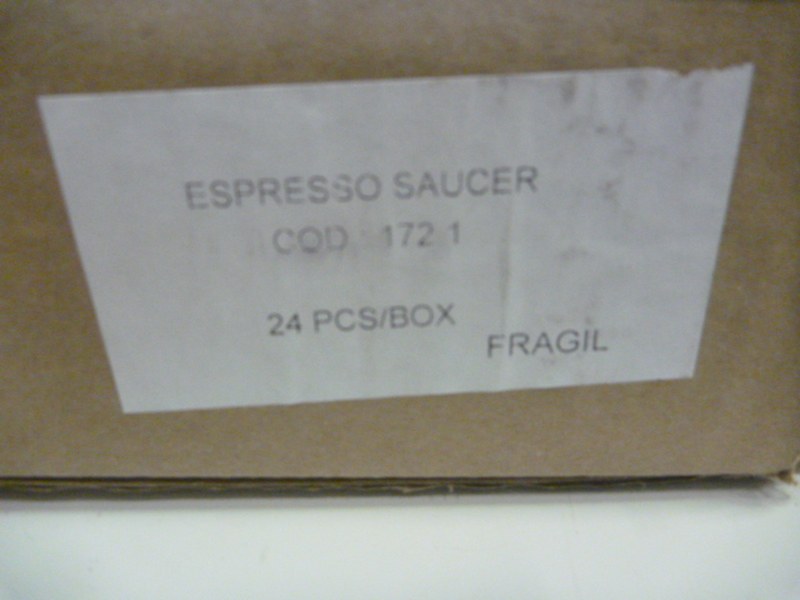 ESPRESSO SAUCER
COD 172 1
24 PCS/BOX
FRAGIL